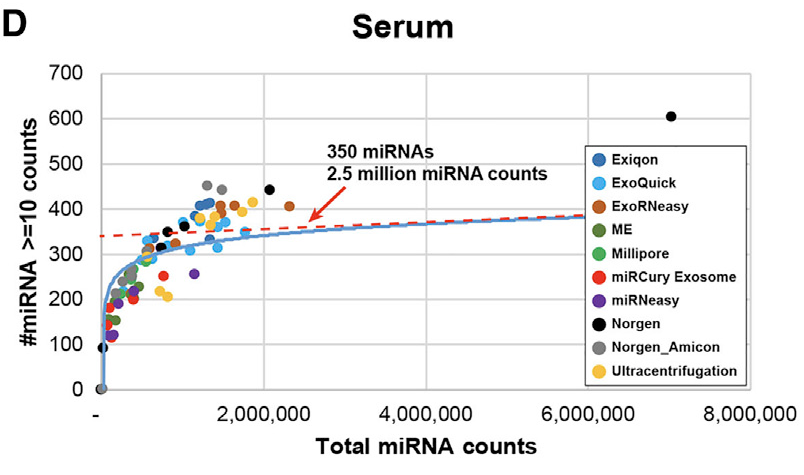 D
Serum
700
600
500
400
300
200
100
0
#miRNA >=10 counts
350 miRNAs
2.5 million miRNA counts
Exiqon
ExoQuick
ExoRNeasy
ME
Millipore
miRCury Exosome
miRNeasy
Norgen
Norgen_Amicon
Ultracentrifugation
- 2,000,000 4,000,000 6,000,000 8,000,000
Total miRNA counts